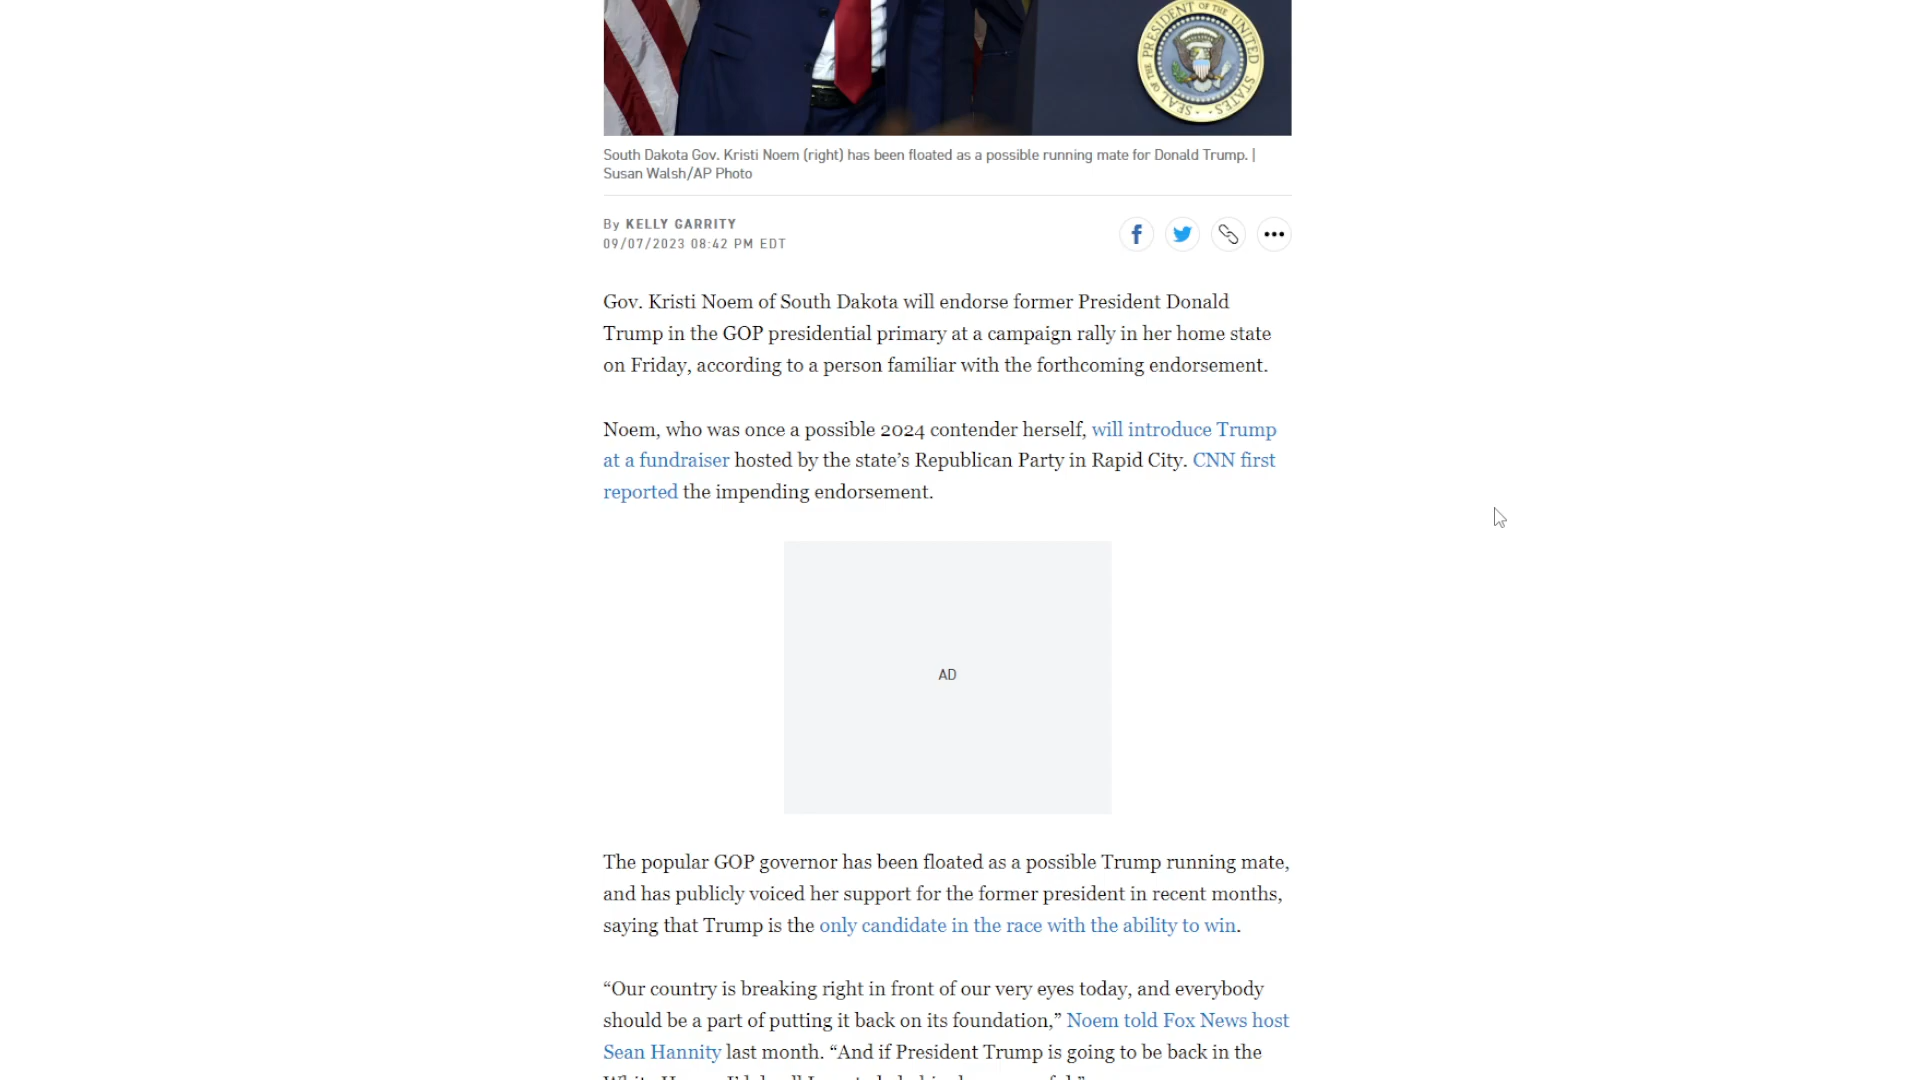 PRESIDENT OF THE UNITED STATES
SEAL OF THE
South Dakota Gov. Kristi Noem (right) has been floated as a possible running mate for Donald Trump. |
Susan Walsh/AP Photo
By KELLY GARRITY
09/07/2023 08:42 PM EDT
Gov. Kristi Noem of South Dakota will endorse former President Donald
Trump in the GOP presidential primary at a campaign rally in her home state
on Friday, according to a person familiar with the forthcoming endorsement.
Noem, who was once a possible 2024 contender herself, will introduce Trump
at a fundraiser hosted by the state’s Republican Party in Rapid City. CNN first
reported the impending endorsement.
AD
The popular GOP governor has been floated as a possible Trump running mate,
and has publicly voiced her support for the former president in recent months,
saying that Trump is the only candidate in the race with the ability to win.
“Our country is breaking right in front of our very eyes today, and everybody
should be a part of putting it back on its foundation,” Noem told Fox News host
Sean Hannity last month. “And if President Trump is going to be back in the